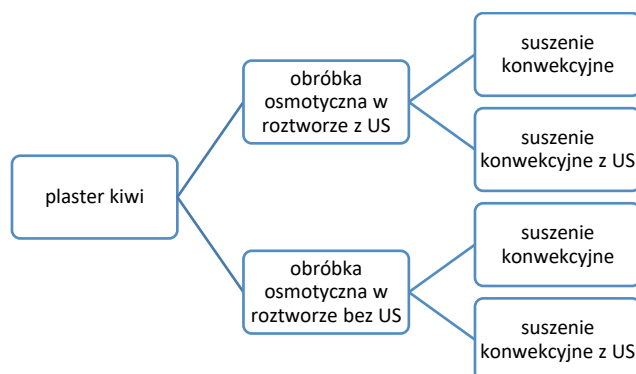 plaster kiwi
obróbka
osmotyczna w
roztworze z US
suszenie
konwekcyjne
suszenie
konwekcyjne z US
obróbka
osmotyczna w
roztworze bez US
suszenie
konwekcyjne
suszenie
konwekcyjne z US